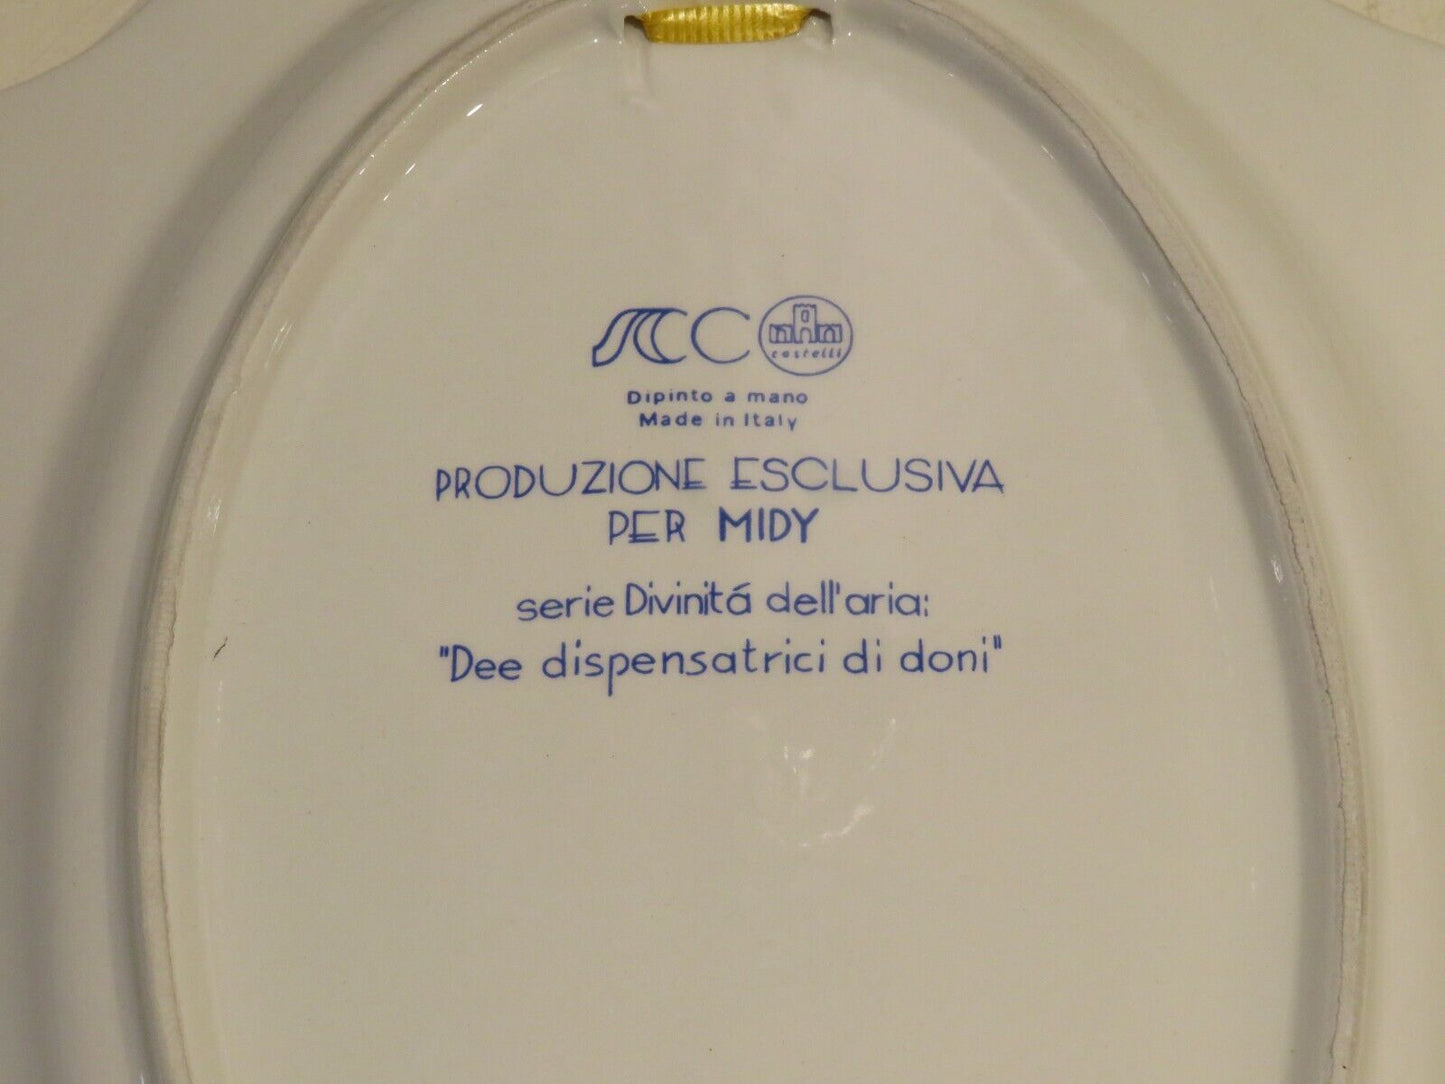 SCC castelli
Dipinto a mano
Made in Italy
PRODUZIONE ESCLUSIVA
PER MIDY
serie Divinitá dell'aria:
"Dee dispensatrici di doni"